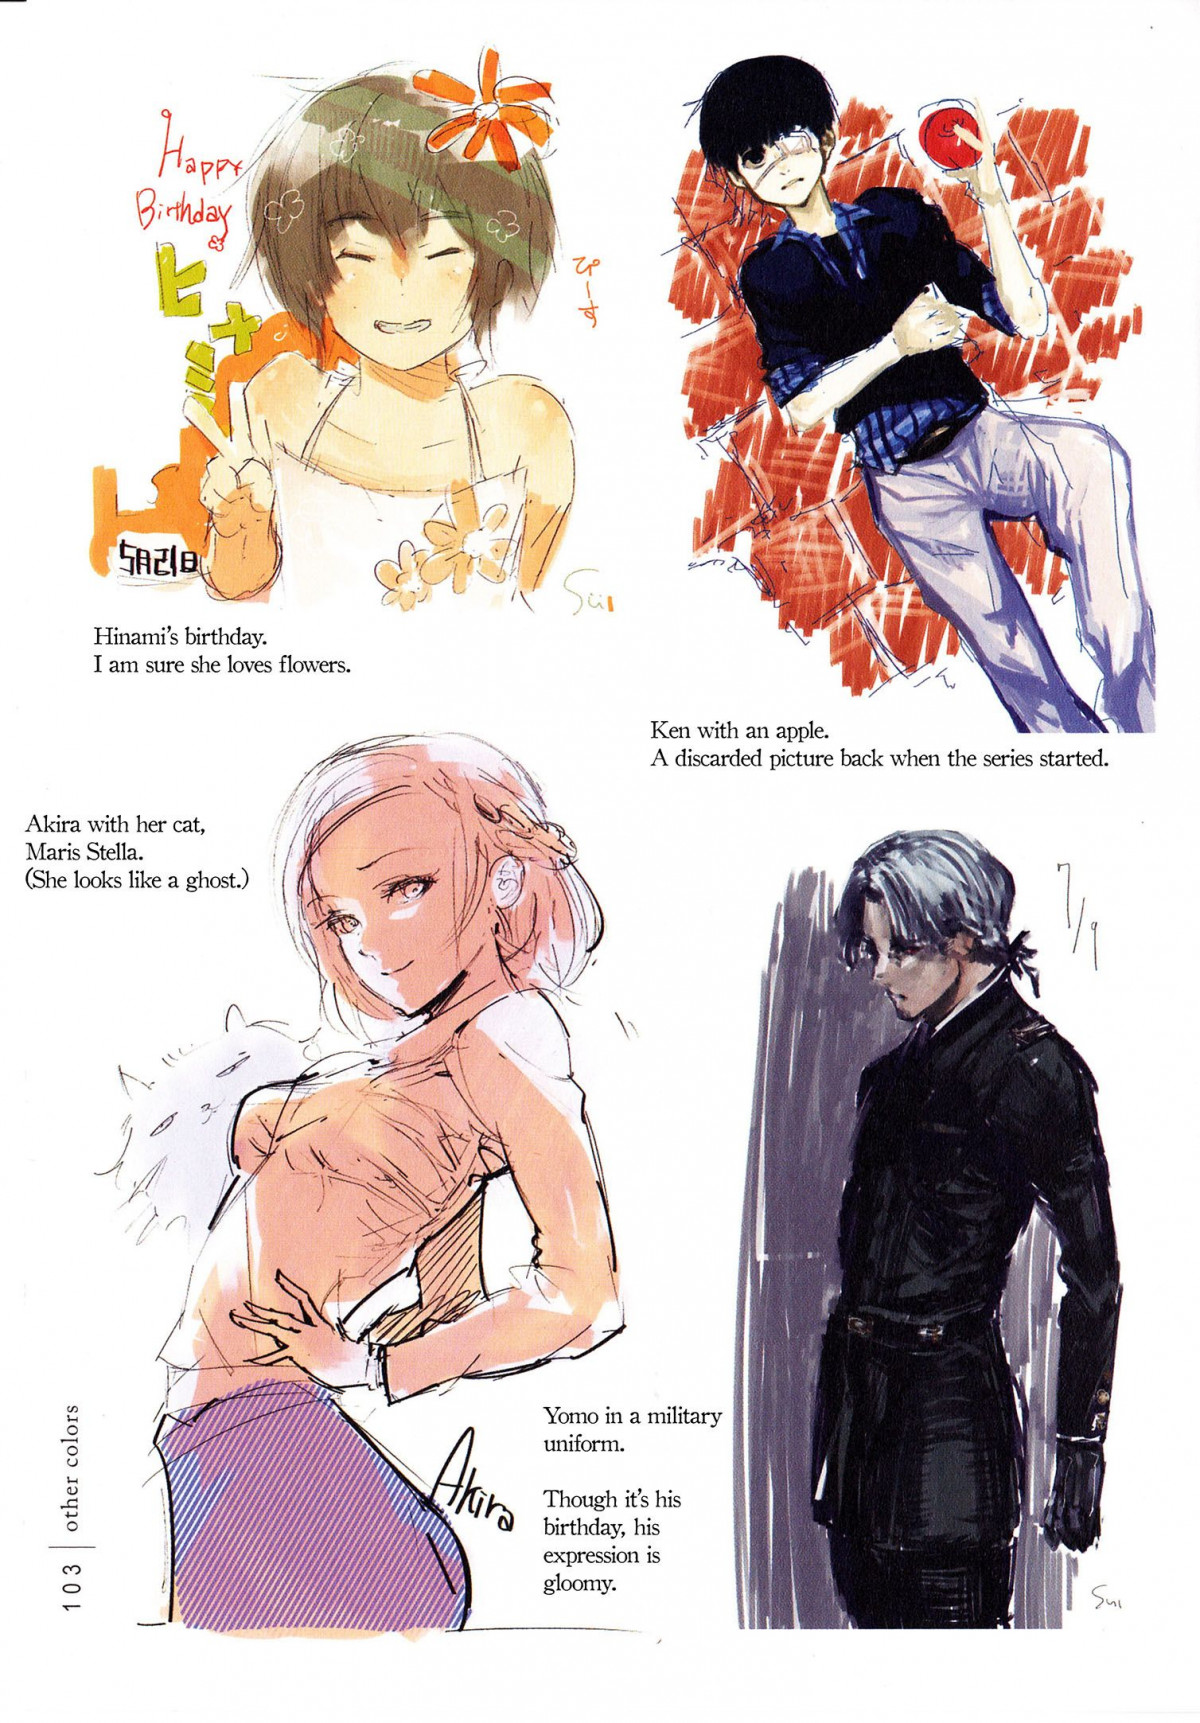 Happy
Birthday
ヒナミ
ぴーす
5月21日
Sui
Hinami's birthday.
I am sure she loves flowers.
Ken with an apple.
A discarded picture back when the series started.
Akira with her cat,
Maris Stella.
(She looks like a ghost.)
Akira
7/9
Yomo in a military
uniform.
Though it's his
birthday, his
expression is
gloomy.
Sui
103 | other colors